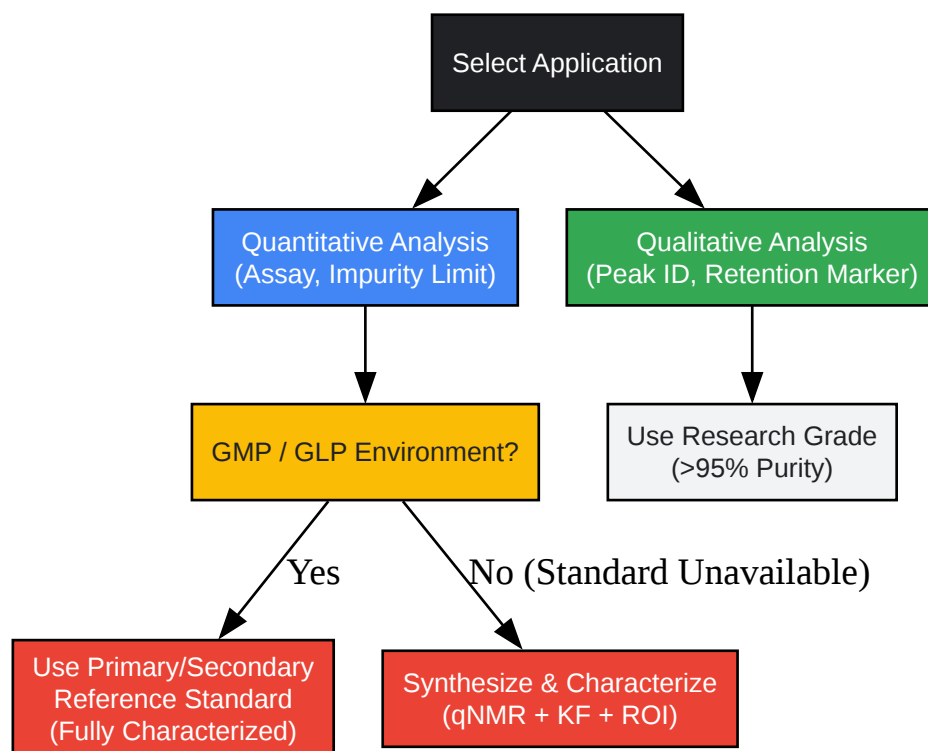 Select Application
Quantitative Analysis
(Assay, Impurity Limit)
Qualitative Analysis
(Peak ID, Retention Marker)
GMP / GLP Environment?
Use Research Grade
(>95% Purity)
Yes
No (Standard Unavailable)
Use Primary/Secondary
Reference Standard
(Fully Characterized)
Synthesize & Characterize
(qNMR + KF + ROI)